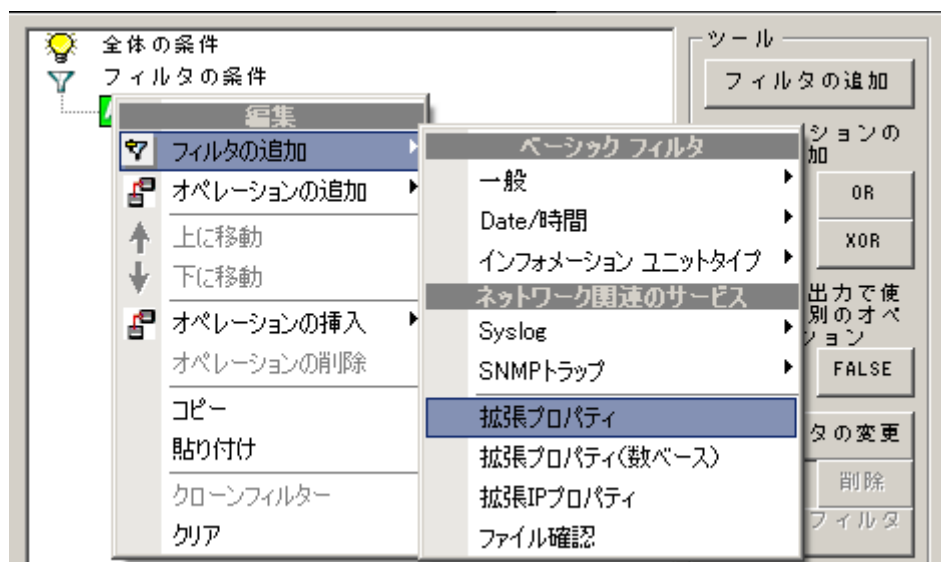 全体の条件
フィルタの条件
編集
フィルタの追加
オペレーションの追加
上に移動
下に移動
オペレーションの挿入
オペレーションの削除
コピー
貼り付け
クローンフィルター
クリア
ベーシック フィルタ
一般
Date/時間
インフォメーション ユニットタイプ
ネットワーク関連のサービス
Syslog
SNMPトラップ
拡張プロパティ
拡張プロパティ(数ベース)
拡張IPプロパティ
ファイル確認
ツール
フィルタの追加
ションの
加
OR
XOR
出力で使
別のオペ
ション
FALSE
タの変更
削除
フィルタ